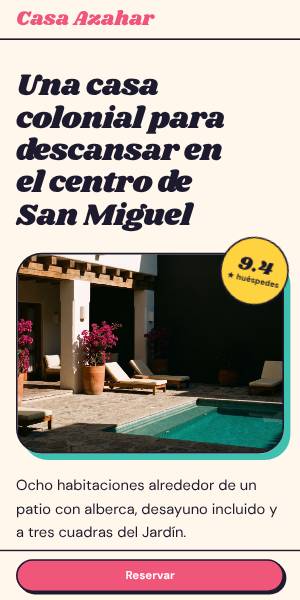 Casa Azahar
Una casa
colonial para
descansar en
el centro de
San Miguel
9.4
★ huéspedes
Ocho habitaciones alrededor de un
patio con alberca, desayuno incluido y
a tres cuadras del Jardín.
Reservar